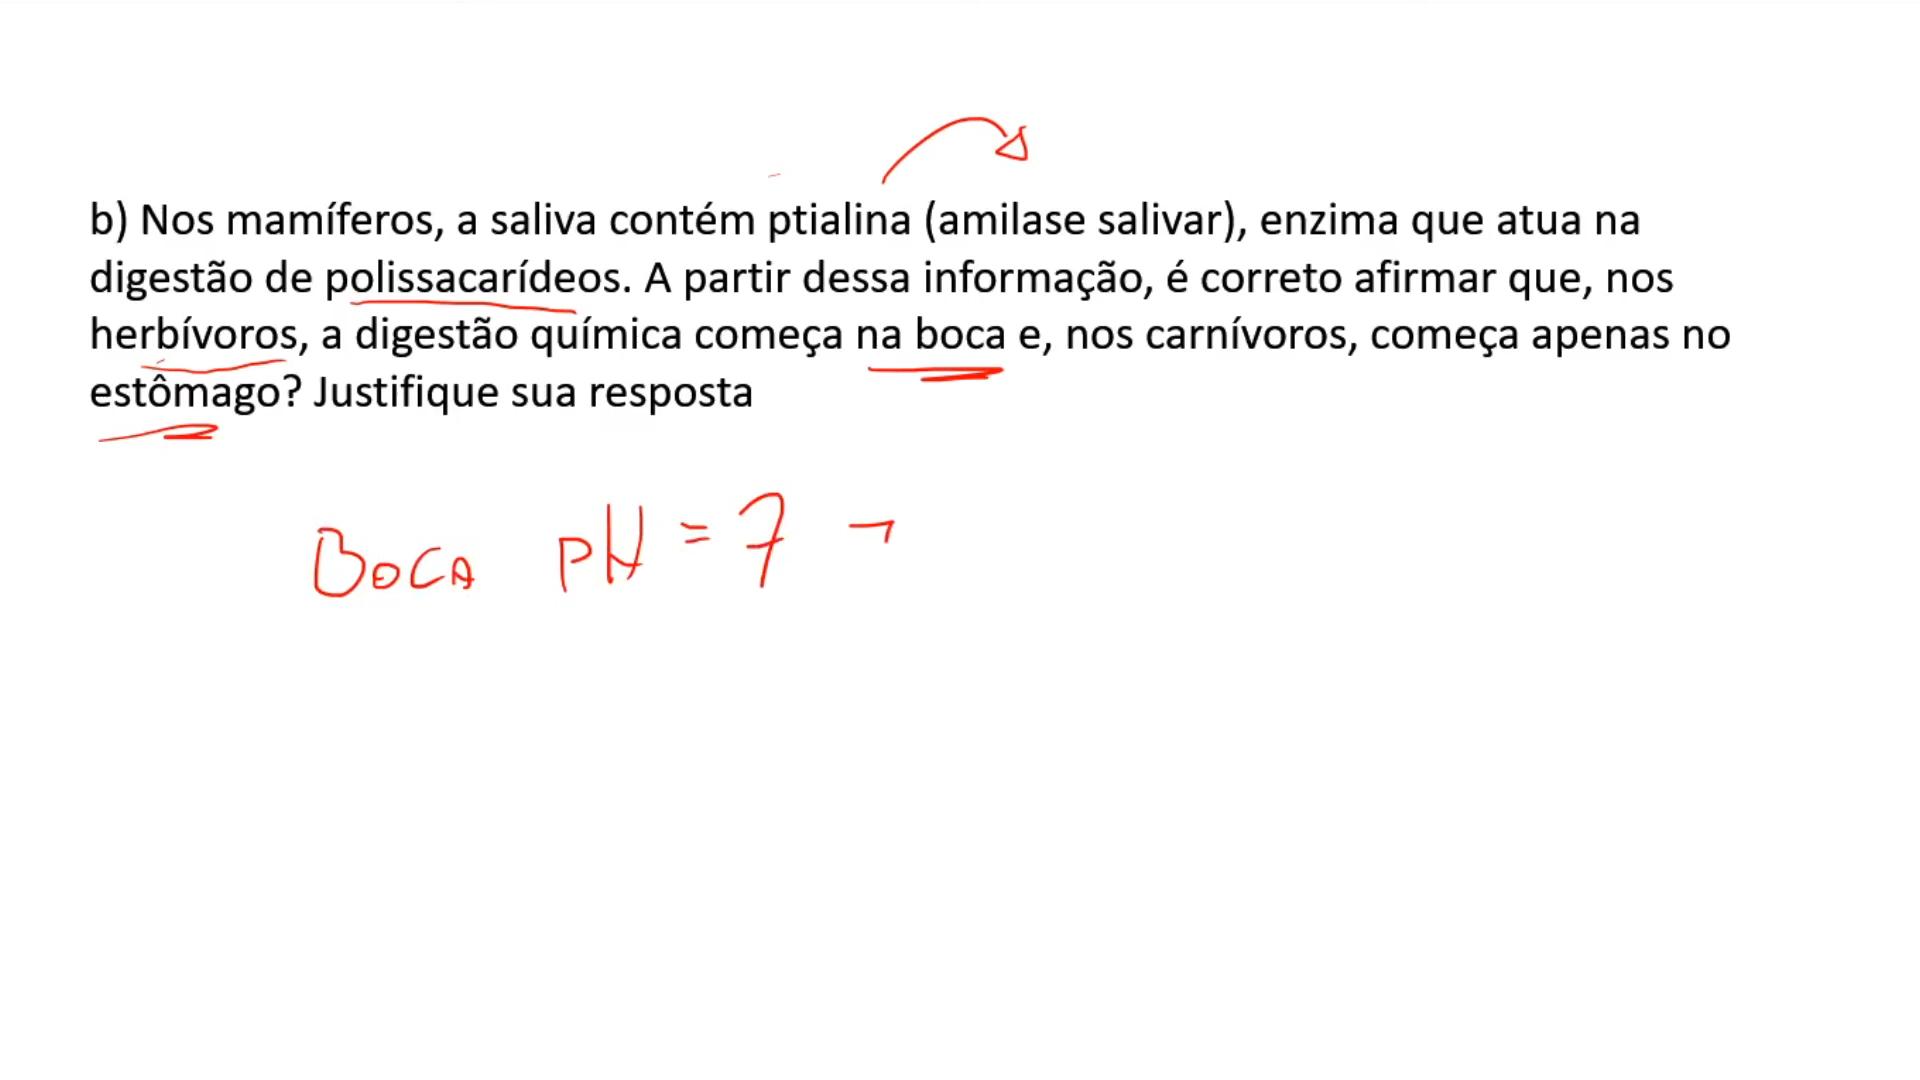 b) Nos mamíferos, a saliva contém ptialina (amilase salivar), enzima que atua na
digestão de polissacarídeos. A partir dessa informação, é correto afirmar que, nos
herbívoros, a digestão química começa na boca e, nos carnívoros, começa apenas no
estômago? Justifique sua resposta
BOCA pH = 7